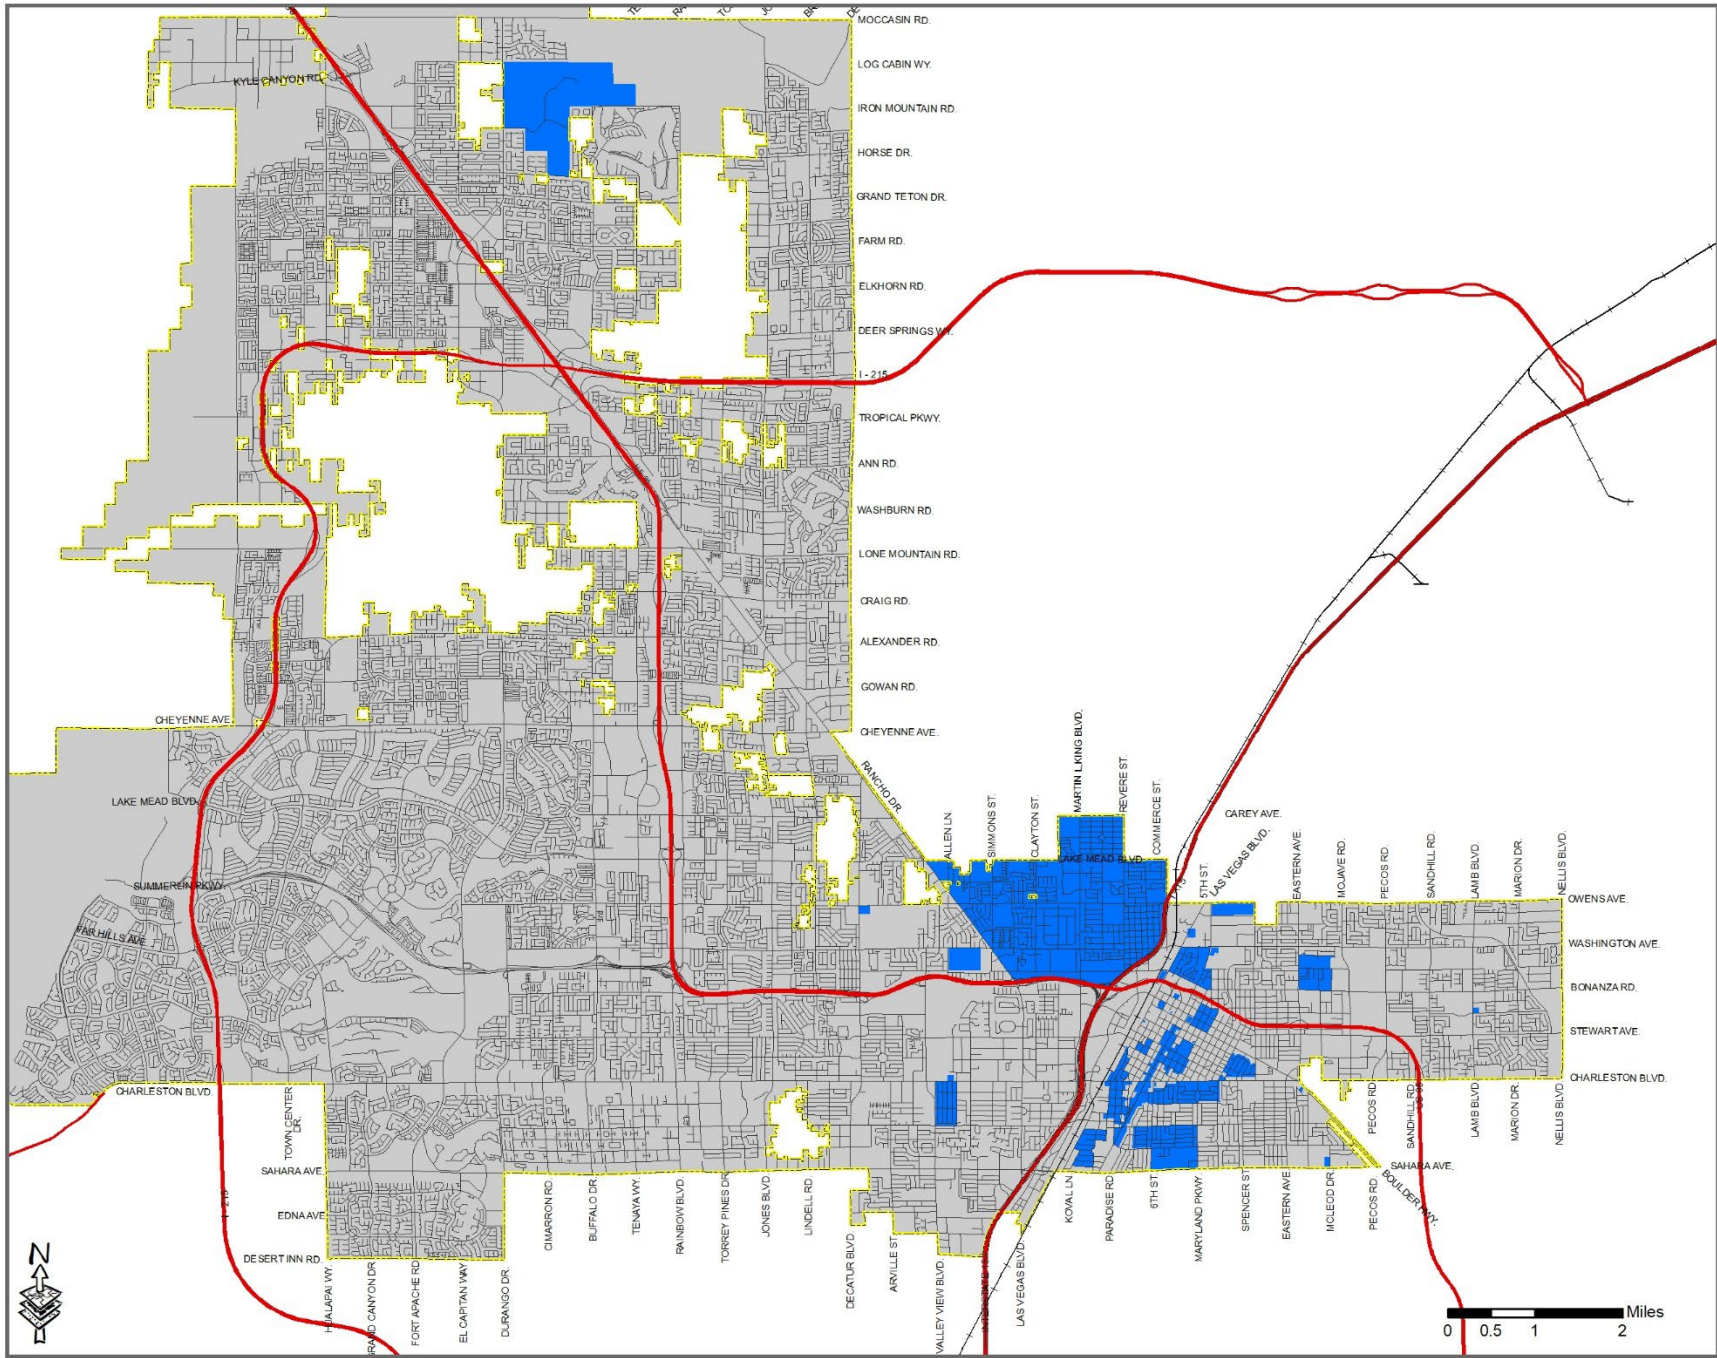 MOCCASIN RD.
LOG CABIN WY.
KYLE CANYON RD.
IRON MOUNTAIN RD.
HORSE DR.
GRAND TETON DR.
FARM RD.
ELKHORN RD.
DEER SPRINGS WY.
I - 215
TROPICAL PKWY.
ANN RD.
WASHBURN RD.
LONE MOUNTAIN RD.
CRAIG RD.
ALEXANDER RD.
GOWAN RD.
CHEYENNE AVE.
CHEYENNE AVE.
RANCHO DR.
LAKE MEAD BLVD.
ALLEN LN.
SIMMONS ST.
CLAYTON ST.
MARTIN L KING BLVD.
REVERE ST.
COMMERCE ST.
LAKE MEAD BLVD.
CAREY AVE.
5TH ST.
LAS VEGAS BLVD.
EASTERN AVE.
MOJAVE RD.
PECOS RD.
SANDHILL RD.
LAMB BLVD.
MARION DR.
NELLIS BLVD.
SUMMERLIN PKWY.
OWENS AVE.
FAR HILLS AVE.
WASHINGTON AVE.
BONANZA RD.
STEWART AVE.
CHARLESTON BLVD.
CHARLESTON BLVD.
TOWN CENTER
DR.
PECOS RD.
SANDHILL RD.
US 95
LAMB BLVD.
MARION DR.
NELLIS BLVD.
SAHARA AVE.
SAHARA AVE.
BOULDER HWY.
I - 215
EDNA AVE.
DESERT INN RD.
CIMARRON RD.
BUFFALO DR.
TENAYA WY.
RAINBOW BLVD.
TORREY PINES DR.
JONES BLVD.
LINDELL RD.
KOVAL LN.
PARADISE RD.
6TH ST.
MARYLAND PKWY.
SPENCER ST.
EASTERN AVE.
MCLEOD DR.
PECOS RD.
HUALAPAI WY.
GRAND CANYON DR.
FORT APACHE RD.
EL CAPITAN WAY
DURANGO DR.
DECATUR BLVD.
ARVILLE ST.
VALLEY VIEW BLVD.
LAS VEGAS BLVD.
N
Miles
0 0.5 1 2